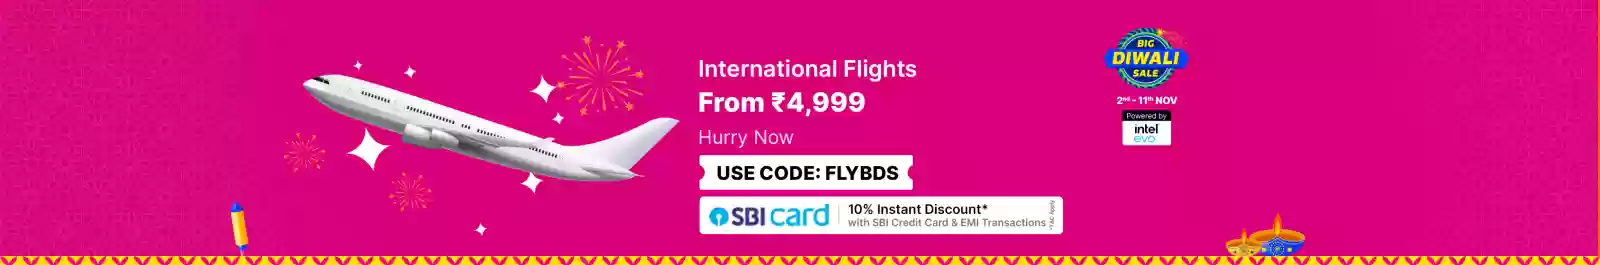 International Flights
From ₹4,999
Hurry Now
USE CODE: FLYBDS
SBI card
10% Instant Discount*
with SBI Credit Card & EMI Transactions
*T&C Apply
BIG
DIWALI
SALE
2nd - 11th NOV
Powered by
intel
evo